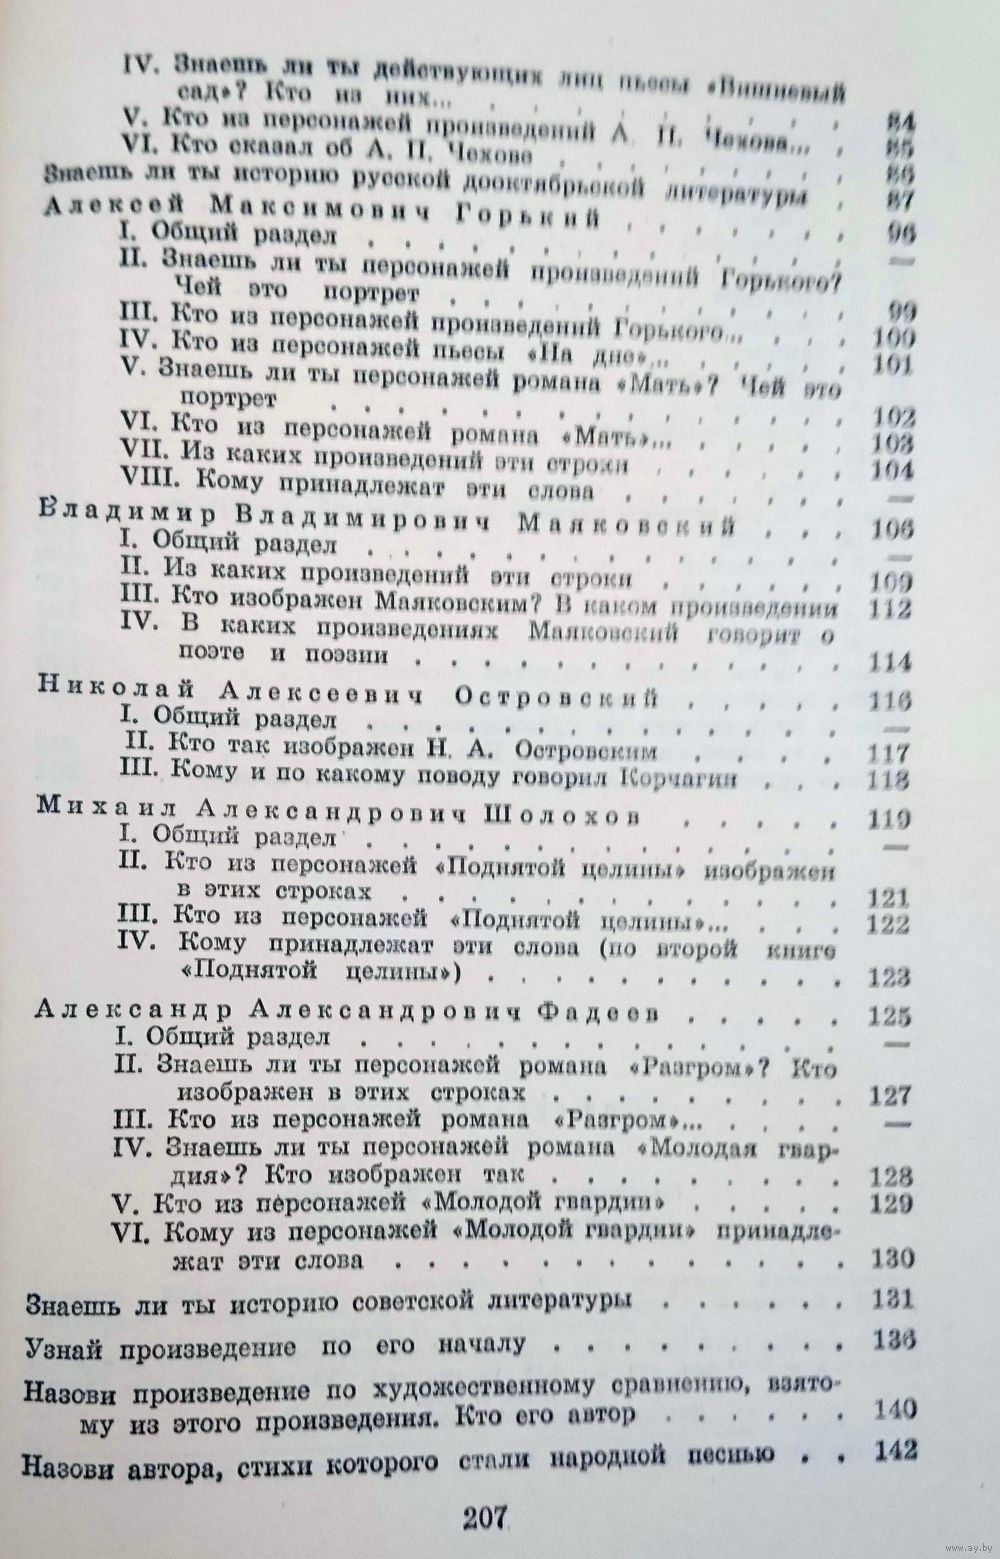 IV. Знаешь ли ты действующих лиц пьесы «Вишневый
сад»? Кто из них... . . . . . . . . . 84
V. Кто из персонажей произведений А. П. Чехова... . 85
VI. Кто сказал об А. П. Чехове . . . . . . . . 86
Знаешь ли ты историю русской дооктябрьской литературы . 87
Алексей Максимович Горький . . . . . . . 96
I. Общий раздел . . . . . . . . . . . . . —
II. Знаешь ли ты персонажей произведений Горького?
Чей это портрет . . . . . . . . . . . 99
III. Кто из персонажей произведений Горького... . . . 100
IV. Кто из персонажей пьесы «На дне»... . . . . . 101
V. Знаешь ли ты персонажей романа «Мать»? Чей это
портрет . . . . . . . . . . . . . . 102
VI. Кто из персонажей романа «Мать»... . . . . . 103
VII. Из каких произведений эти строки . . . . . . 104
VIII. Кому принадлежат эти слова . . . . . . . —
Владимир Владимирович Маяковский . . . 106
I. Общий раздел . . . . . . . . . . . . . —
II. Из каких произведений эти строки . . . . . . 109
III. Кто изображен Маяковским? В каком произведении 112
IV. В каких произведениях Маяковский говорит о
поэте и поэзии . . . . . . . . . . . . 114
Николай Алексеевич Островский . . . . . 116
I. Общий раздел . . . . . . . . . . . . . —
II. Кто так изображен Н. А. Островским . . . . . 117
III. Кому и по какому поводу говорил Корчагин . . . 118
Михаил Александрович Шолохов . . . . . 119
I. Общий раздел . . . . . . . . . . . . . —
II. Кто из персонажей «Поднятой целины» изображен
в этих строках . . . . . . . . . . . . 121
III. Кто из персонажей «Поднятой целины»... . . . 122
IV. Кому принадлежат эти слова (по второй книге
«Поднятой целины») . . . . . . . . . . 123
Александр Александрович Фадеев . . . . . 125
I. Общий раздел . . . . . . . . . . . . . —
II. Знаешь ли ты персонажей романа «Разгром»? Кто
изображен в этих строках . . . . . . . . . 127
III. Кто из персонажей романа «Разгром»... . . . . —
IV. Знаешь ли ты персонажей романа «Молодая гвар-
дия»? Кто изображен так . . . . . . . . . 128
V. Кто из персонажей «Молодой гвардии» . . . . . 129
VI. Кому из персонажей «Молодой гвардии» принадле-
жат эти слова . . . . . . . . . . . . . 130
Знаешь ли ты историю советской литературы . . . . . . 131
Узнай произведение по его началу . . . . . . . . . 136
Назови произведение по художественному сравнению, взято-
му из этого произведения. Кто его автор . . . . . . 140
Назови автора, стихи которого стали народной песнью . . 142
207
www.ay.by